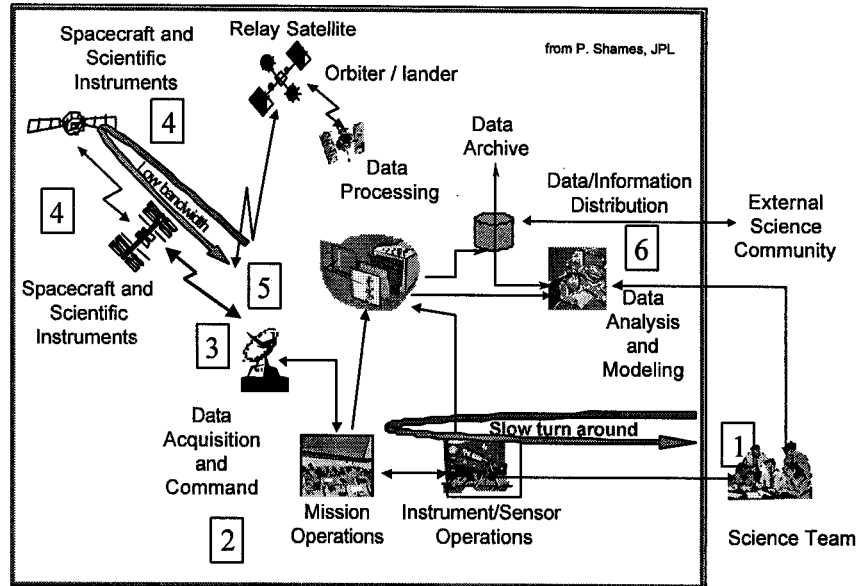 Spacecraft and
Scientific
Instruments
Relay Satellite
from P. Shames, JPL
Orbiter / lander
4
Data
Archive
Data
Processing
Low bandwidth
4
Data/Information
Distribution
External
Science
Community
6
5
Spacecraft and
Scientific
Instruments
3
Data
Analysis
and
Modeling
Data
Acquisition
and
Command
Slow turn around
1
Mission
Operations
Instrument/Sensor
Operations
2
Science Team